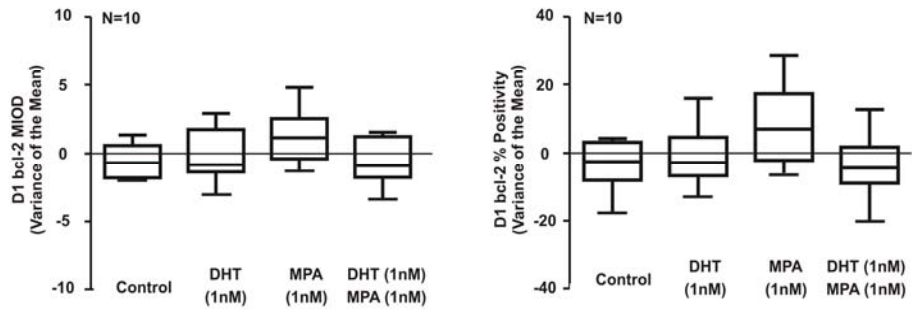 10
N=10
5
0
-5
-10
D1 bcl-2 MIOD
(Variance of the Mean)
Control
DHT
(1nM)
MPA
(1nM)
DHT (1nM)
MPA (1nM)
40
N=10
20
0
-20
-40
D1 bcl-2 % Positivity
(Variance of the Mean)
Control
DHT
(1nM)
MPA
(1nM)
DHT (1nM)
MPA (1nM)